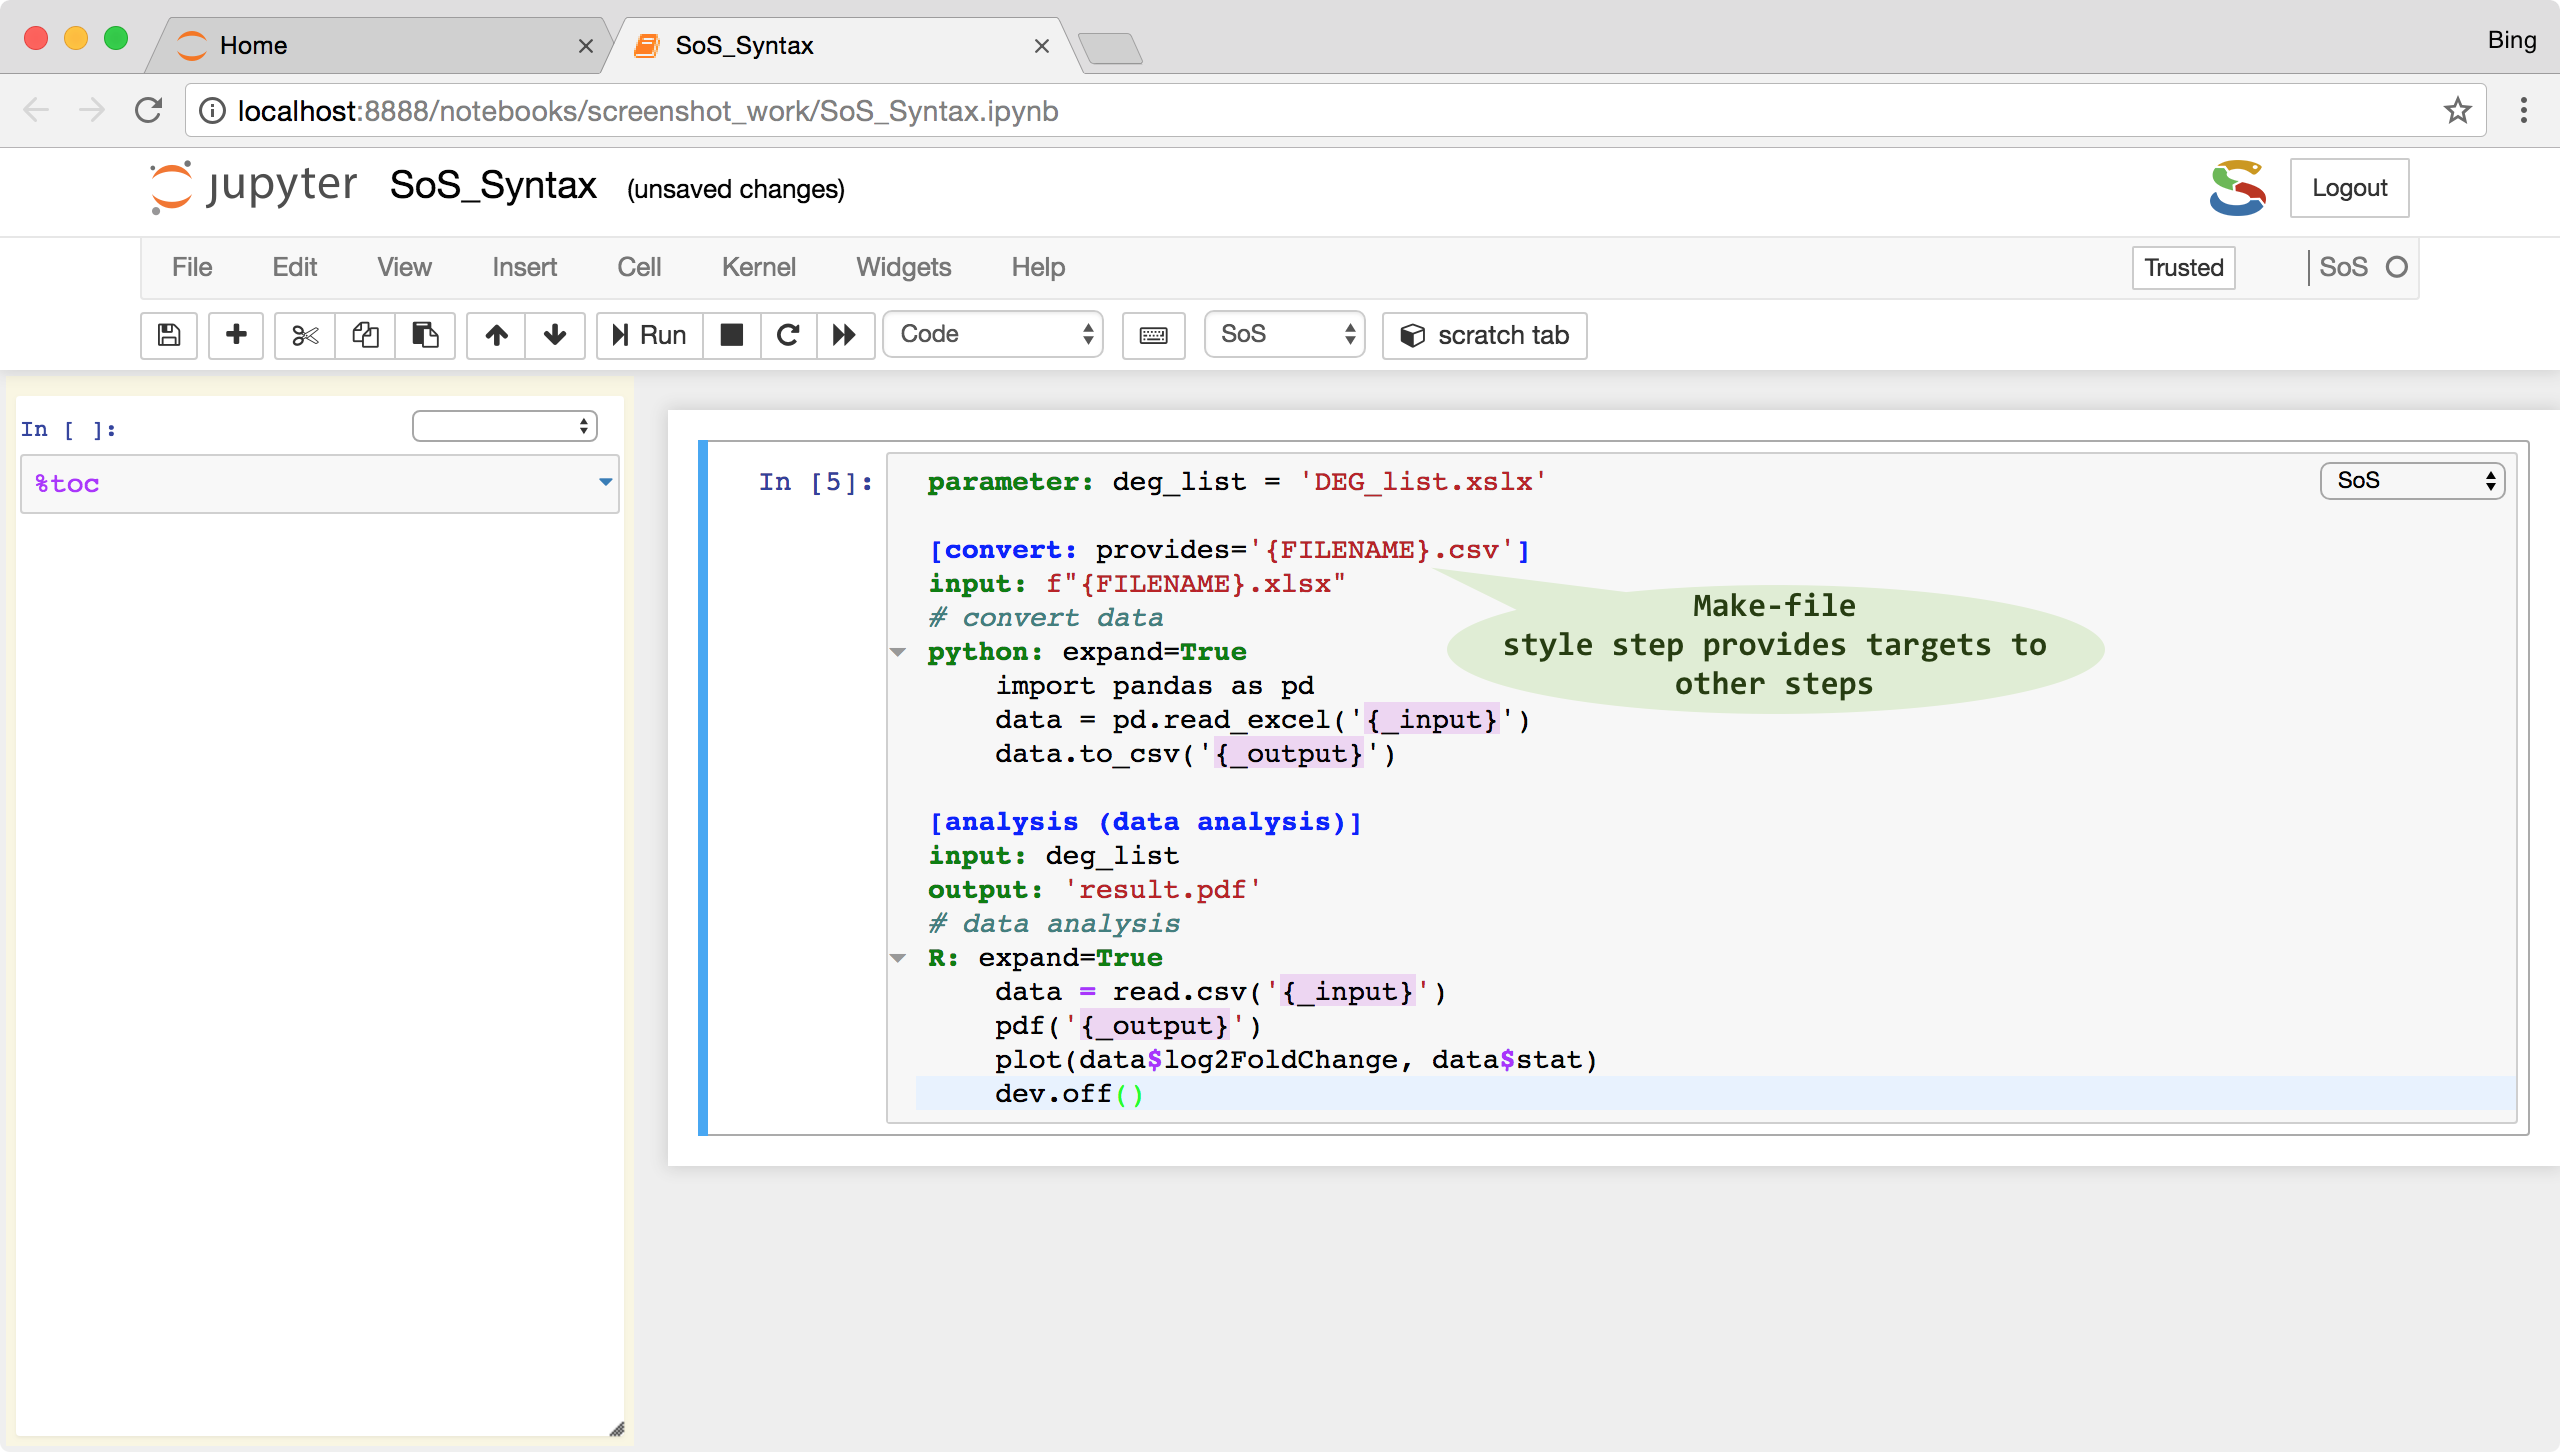 Home
SoS_Syntax
Bing
localhost:8888/notebooks/screenshot_work/SoS_Syntax.ipynb
jupyter SoS_Syntax (unsaved changes)
Logout
File Edit View Insert Cell Kernel Widgets Help
Trusted
SoS
Run
Code
SoS
scratch tab
In [ ]:
%toc
In [5]:
SoS
parameter: deg_list = 'DEG_list.xslx'
[convert: provides='{FILENAME}.csv']
input: f"{FILENAME}.xlsx"
# convert data
python: expand=True
import pandas as pd
data = pd.read_excel('{_input}')
data.to_csv('{_output}')
Make-file
style step provides targets to
other steps
[analysis (data analysis)]
input: deg_list
output: 'result.pdf'
# data analysis
R: expand=True
data = read.csv('{_input}')
pdf('{_output}')
plot(data$log2FoldChange, data$stat)
dev.off()